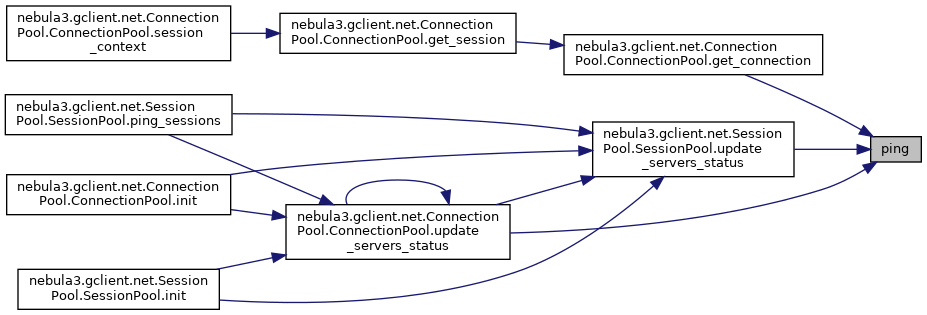 nebula3.gclient.net.Connection
Pool.ConnectionPool.session
_context
nebula3.gclient.net.Connection
Pool.ConnectionPool.get_session
nebula3.gclient.net.Connection
Pool.ConnectionPool.get_connection
nebula3.gclient.net.Session
Pool.SessionPool.ping_sessions
nebula3.gclient.net.Session
Pool.SessionPool.update
_servers_status
ping
nebula3.gclient.net.Connection
Pool.ConnectionPool.init
nebula3.gclient.net.Connection
Pool.ConnectionPool.update
_servers_status
nebula3.gclient.net.Session
Pool.SessionPool.init